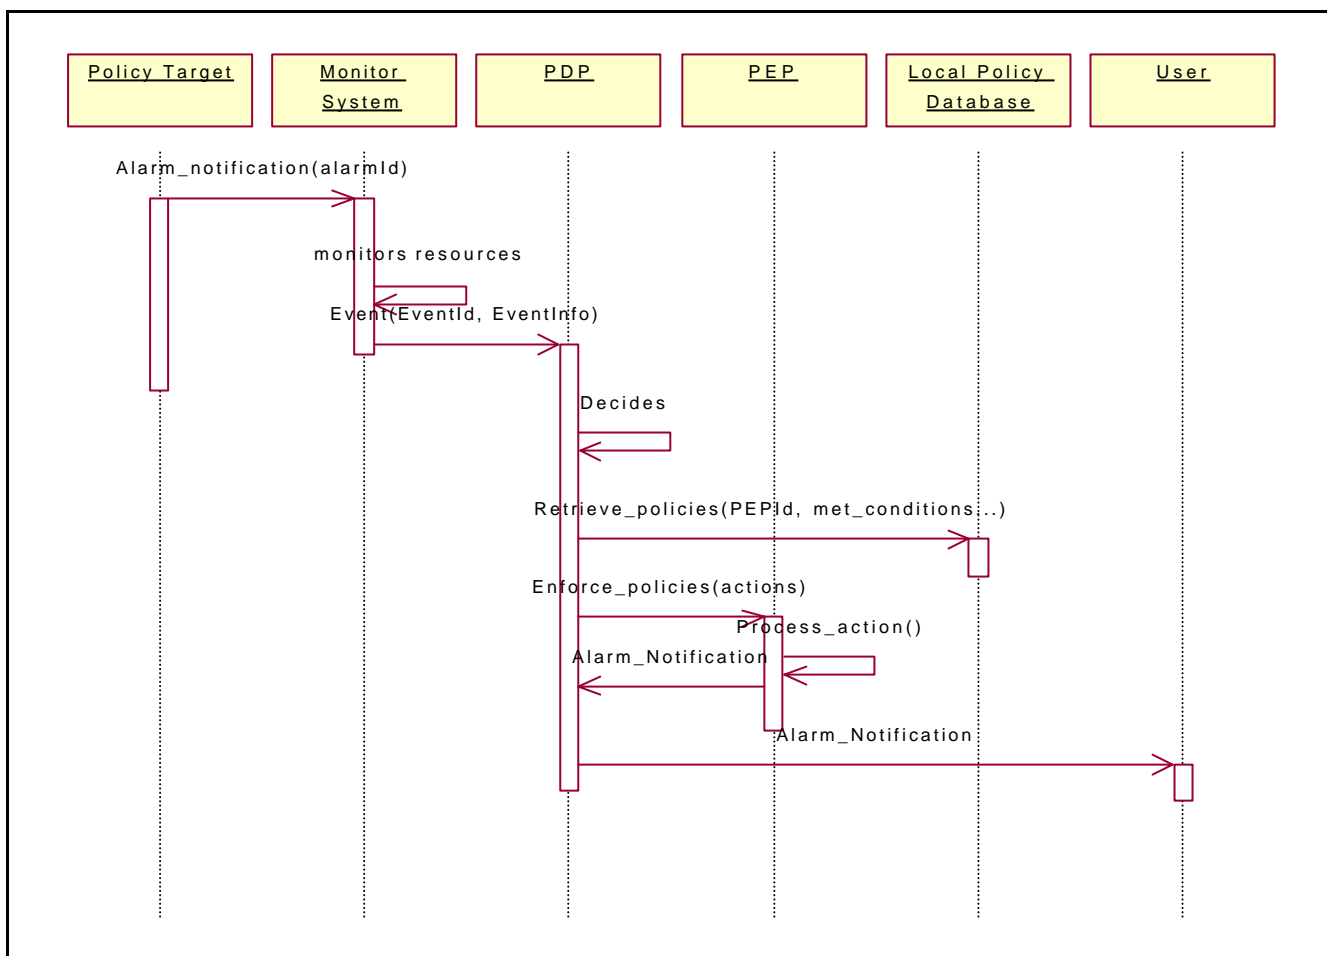 Policy Target
Monitor
System
PDP
PEP
Local Policy
Database
User
Alarm_notification(alarmId)
monitors resources
Event(EventId, EventInfo)
Decides
Retrieve_policies(PEPId, met_conditions...)
Enforce_policies(actions)
Process_action()
Alarm_Notification
Alarm_Notification